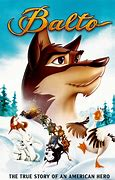 Balto
THE TRUE STORY OF AN AMERICAN HERO